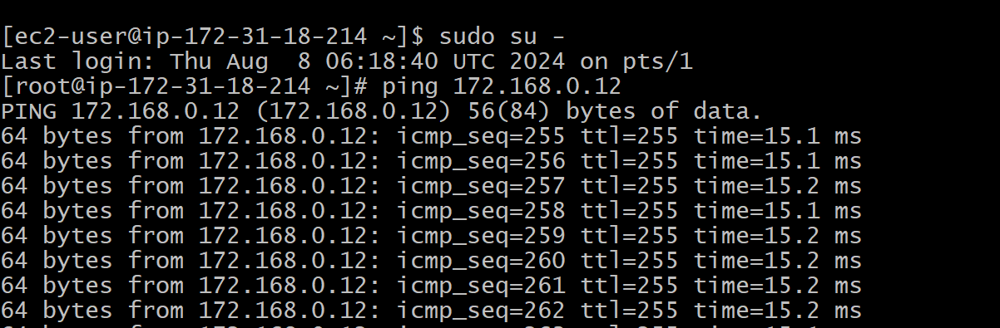 [ec2-user@ip-172-31-18-214 ~]$ sudo su -
Last login: Thu Aug  8 06:18:40 UTC 2024 on pts/1
[root@ip-172-31-18-214 ~]# ping 172.168.0.12
PING 172.168.0.12 (172.168.0.12) 56(84) bytes of data.
64 bytes from 172.168.0.12: icmp_seq=255 ttl=255 time=15.1 ms
64 bytes from 172.168.0.12: icmp_seq=256 ttl=255 time=15.1 ms
64 bytes from 172.168.0.12: icmp_seq=257 ttl=255 time=15.2 ms
64 bytes from 172.168.0.12: icmp_seq=258 ttl=255 time=15.1 ms
64 bytes from 172.168.0.12: icmp_seq=259 ttl=255 time=15.2 ms
64 bytes from 172.168.0.12: icmp_seq=260 ttl=255 time=15.2 ms
64 bytes from 172.168.0.12: icmp_seq=261 ttl=255 time=15.2 ms
64 bytes from 172.168.0.12: icmp_seq=262 ttl=255 time=15.2 ms